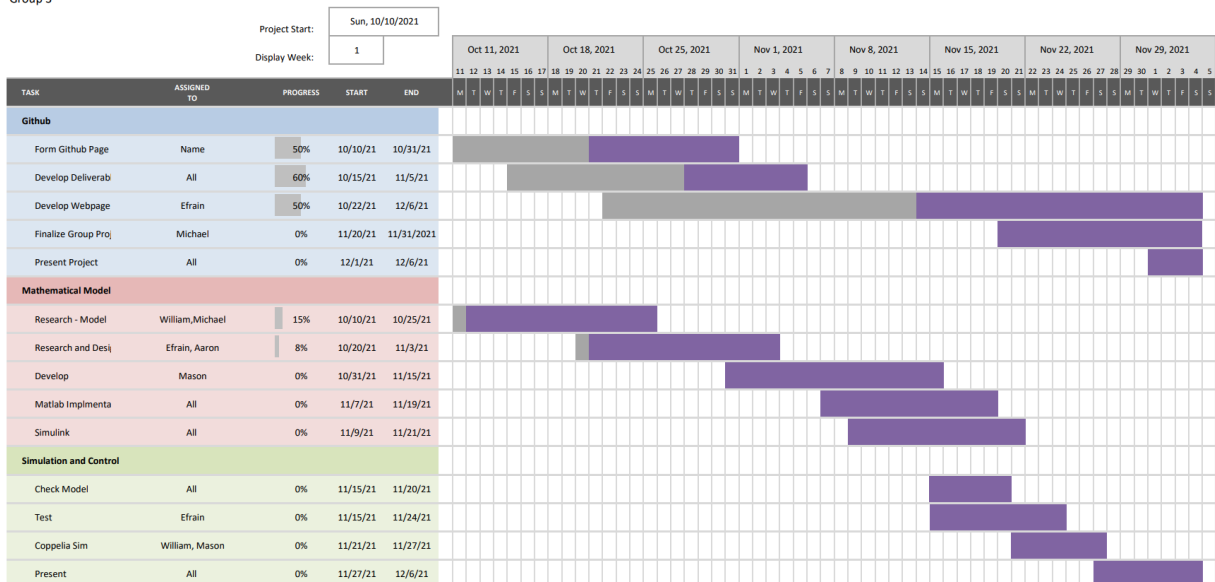 Group 3
Project Start: Sun, 10/10/2021
Display Week: 1
Oct 11, 2021 Oct 18, 2021 Oct 25, 2021 Nov 1, 2021 Nov 8, 2021 Nov 15, 2021 Nov 22, 2021 Nov 29, 2021
11 12 13 14 15 16 17 18 19 20 21 22 23 24 25 26 27 28 29 30 31 1 2 3 4 5 6 7 8 9 10 11 12 13 14 15 16 17 18 19 20 21 22 23 24 25 26 27 28 29 30 1 2 3 4 5
TASK ASSIGNED TO PROGRESS START END M T W T F S S M T W T F S S M T W T F S S M T W T F S S M T W T F S S M T W T F S S M T W T F S S M T W T F S S
Github
Form Github Page Name 50% 10/10/21 10/31/21
Develop Deliverabl All 60% 10/15/21 11/5/21
Develop Webpage Efrain 50% 10/22/21 12/6/21
Finalize Group Proj Michael 0% 11/20/21 11/31/2021
Present Project All 0% 12/1/21 12/6/21
Mathematical Model
Research - Model William,Michael 15% 10/10/21 10/25/21
Research and Desig Efrain, Aaron 8% 10/20/21 11/3/21
Develop Mason 0% 10/31/21 11/15/21
Matlab Implmenta All 0% 11/7/21 11/19/21
Simulink All 0% 11/9/21 11/21/21
Simulation and Control
Check Model All 0% 11/15/21 11/20/21
Test Efrain 0% 11/15/21 11/24/21
Coppelia Sim William, Mason 0% 11/21/21 11/27/21
Present All 0% 11/27/21 12/6/21